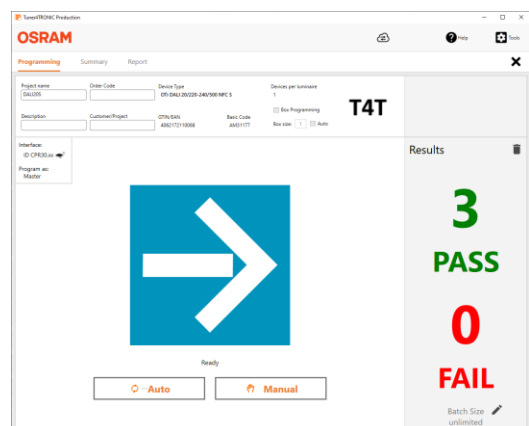 Tuner4TRONIC Production
OSRAM
Help
Tools
Programming
Summary
Report
Project name
Order Code
Device Type
Devices per luminaire
DALI205
OTi DALI 20/220-240/500 NFC S
1
Box Programming
T4T
Description
Customer/Project
GTIN/EAN
Basic Code
Box size:
1
Auto
4062172110068
AM31177
Interface:
ID CPR30.xx
Program as:
Master
Results
3
PASS
0
FAIL
Ready
Auto
Manual
Batch Size
unlimited